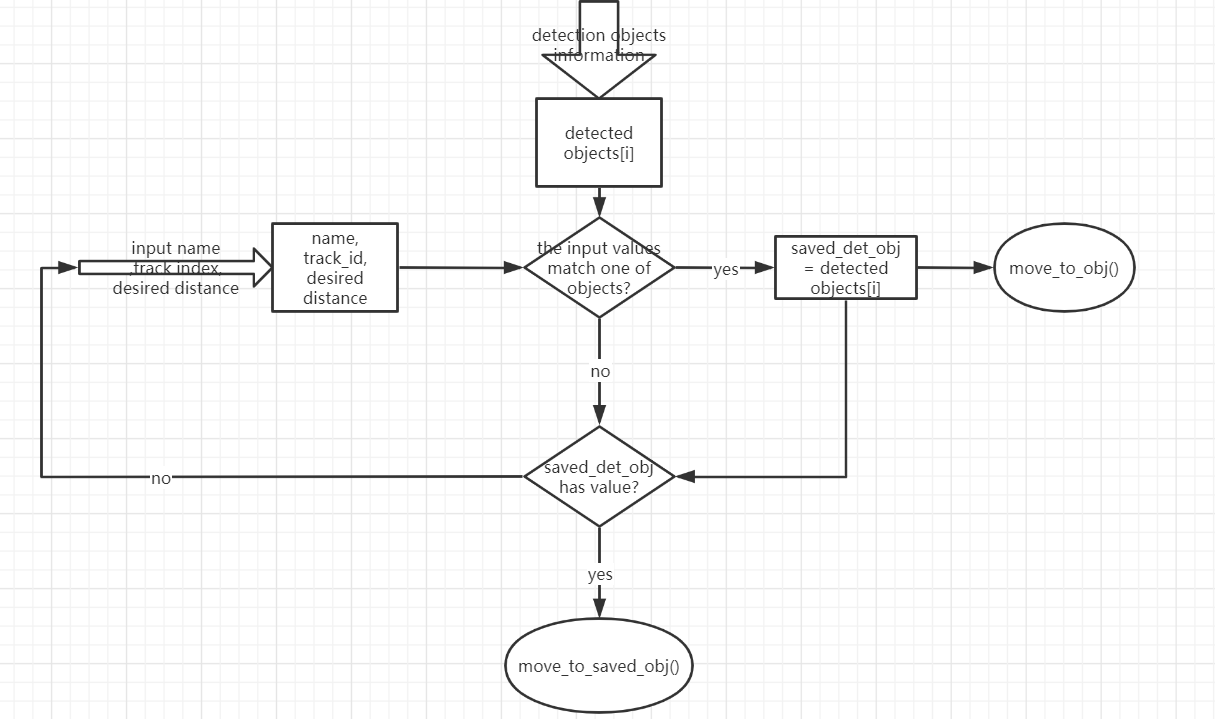 detection objects
information
detected
objects[i]
input name
,track index,
desired distance
name,
track_id,
desired
distance
the input values
match one of
objects?
yes
saved_det_obj
= detected
objects[i]
move_to_obj()
no
saved_det_obj
has value?
no
yes
move_to_saved_obj()